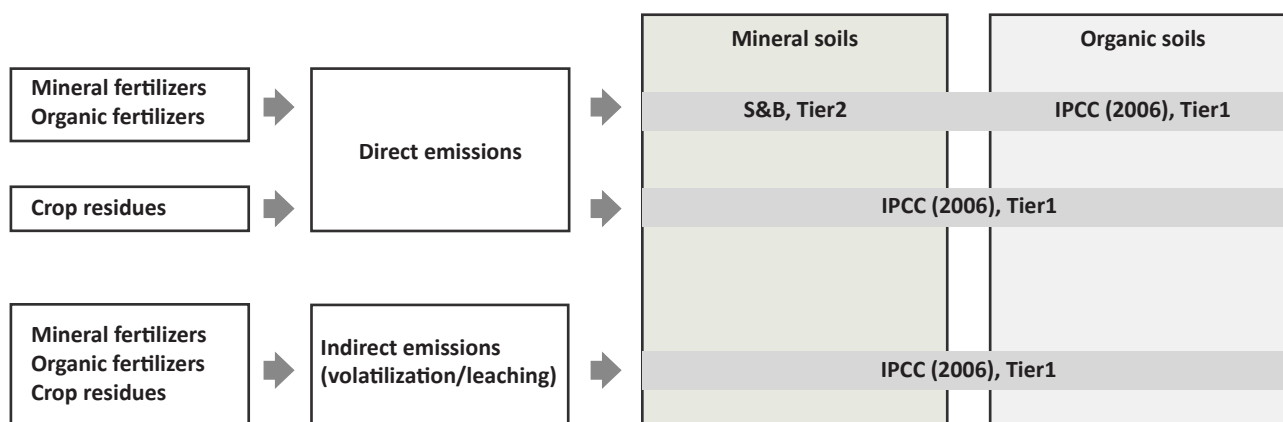 Mineral soils
Organic soils
Mineral fertilizers
Organic fertilizers
Direct emissions
S&B, Tier2
IPCC (2006), Tier1
Crop residues
IPCC (2006), Tier1
Mineral fertilizers
Organic fertilizers
Crop residues
Indirect emissions
(volatilization/leaching)
IPCC (2006), Tier1